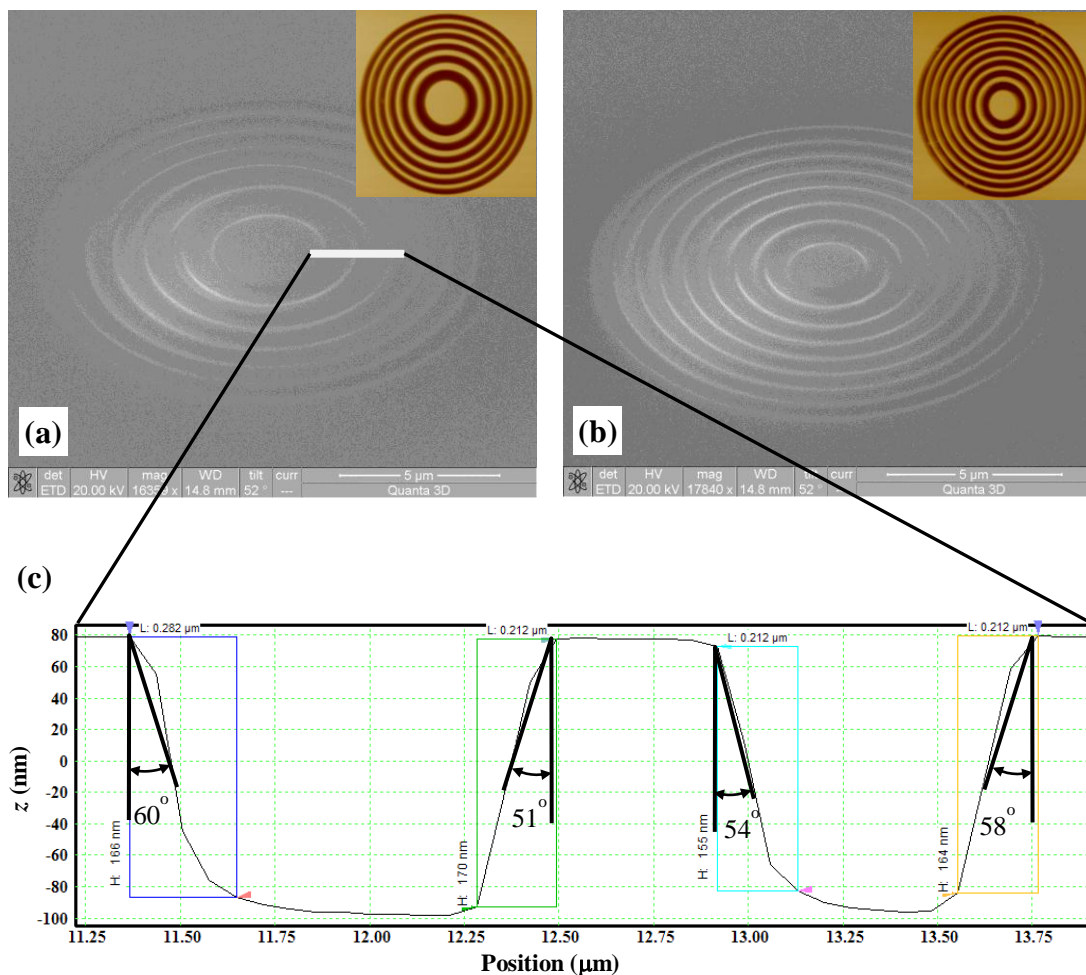 (a)
det HV mag WD tilt curr 5 µm
ETD 20.00 kV x 14.8 mm 52° --- Quanta 3D
(b)
det HV mag WD tilt curr 5 µm
ETD 20.00 kV 17840 x 14.8 mm 52° --- Quanta 3D
(c)
L: 0.282 µm
L: 0.212 µm
L: 0.212 µm
L: 0.212 µm
80
60
40
20
0
-20
-40
-60
-80
-100
z (nm)
60°
51°
54°
58°
H: 166 nm
H: 170 nm
H: 155 nm
H: 164 nm
11.25 11.50 11.75 12.00 12.25 12.50 12.75 13.00 13.25 13.50 13.75
Position (µm)